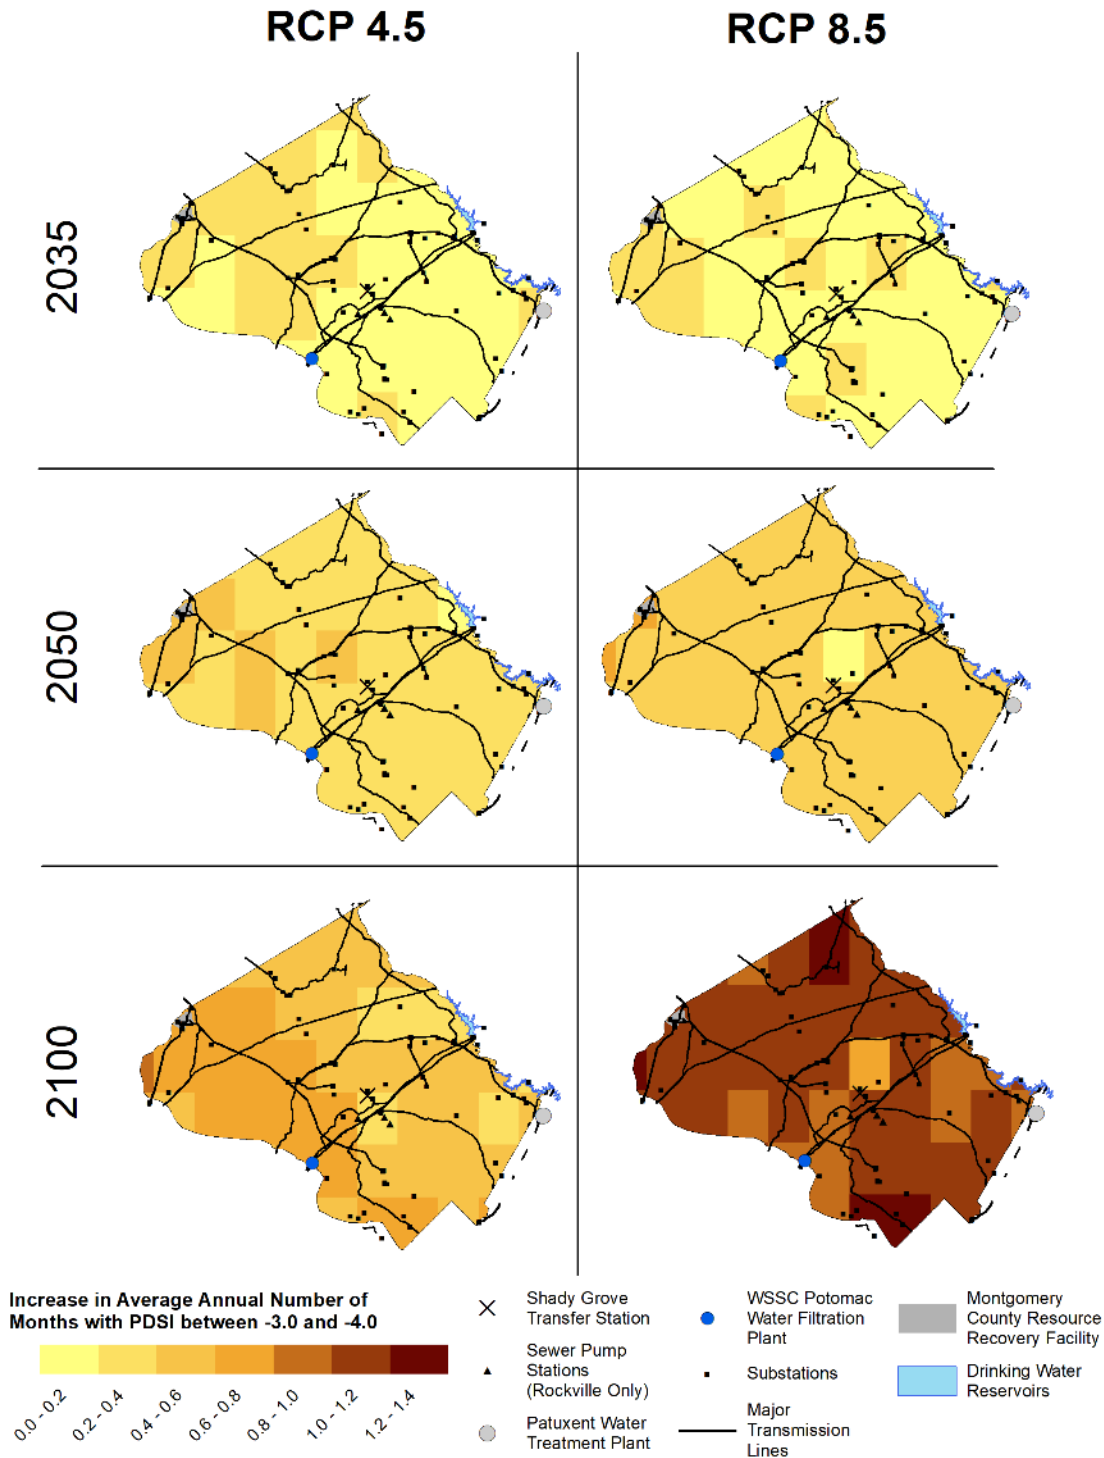 RCP 4.5
RCP 8.5
2035
2050
2100
Increase in Average Annual Number of
Months with PDSI between -3.0 and -4.0
0.0 - 0.2
0.2 - 0.4
0.4 - 0.6
0.6 - 0.8
0.8 - 1.0
1.0 - 1.2
1.2 - 1.4
Shady Grove
Transfer Station
Sewer Pump
Stations
(Rockville Only)
Patuxent Water
Treatment Plant
WSSC Potomac
Water Filtration
Plant
Substations
Major
Transmission
Lines
Montgomery
County Resource
Recovery Facility
Drinking Water
Reservoirs